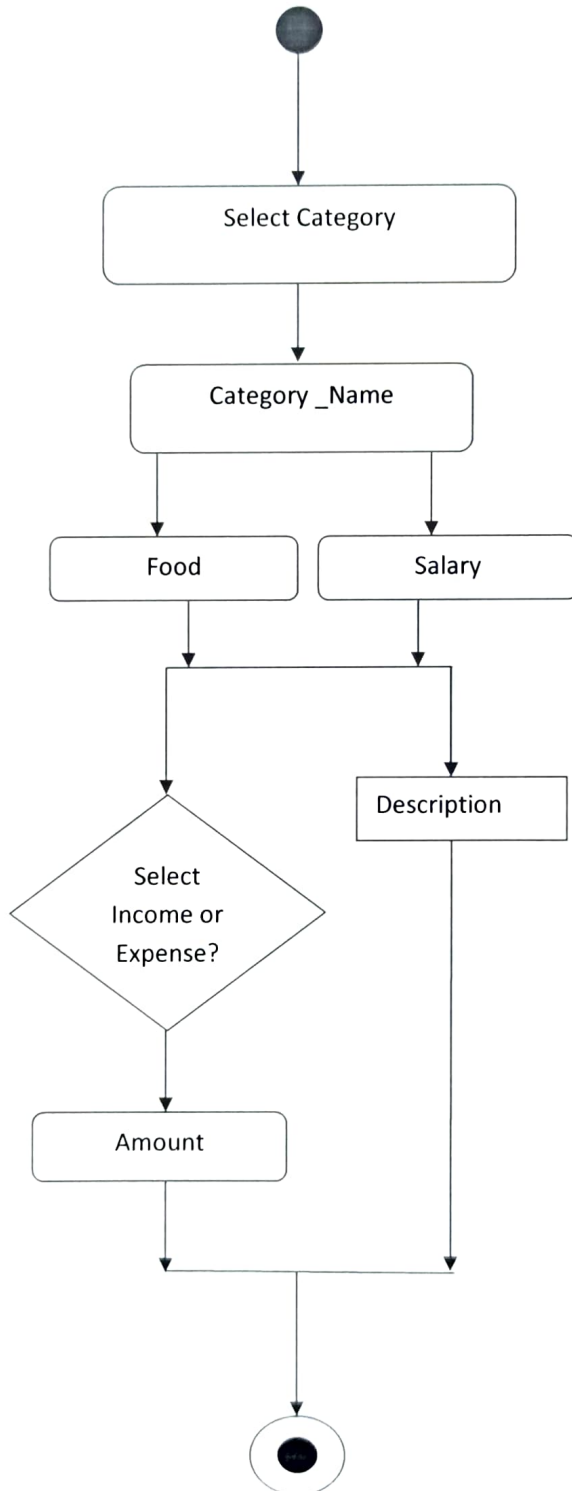 Select Category
Category _Name
Food
Salary
Description
Select
Income or
Expense?
Amount